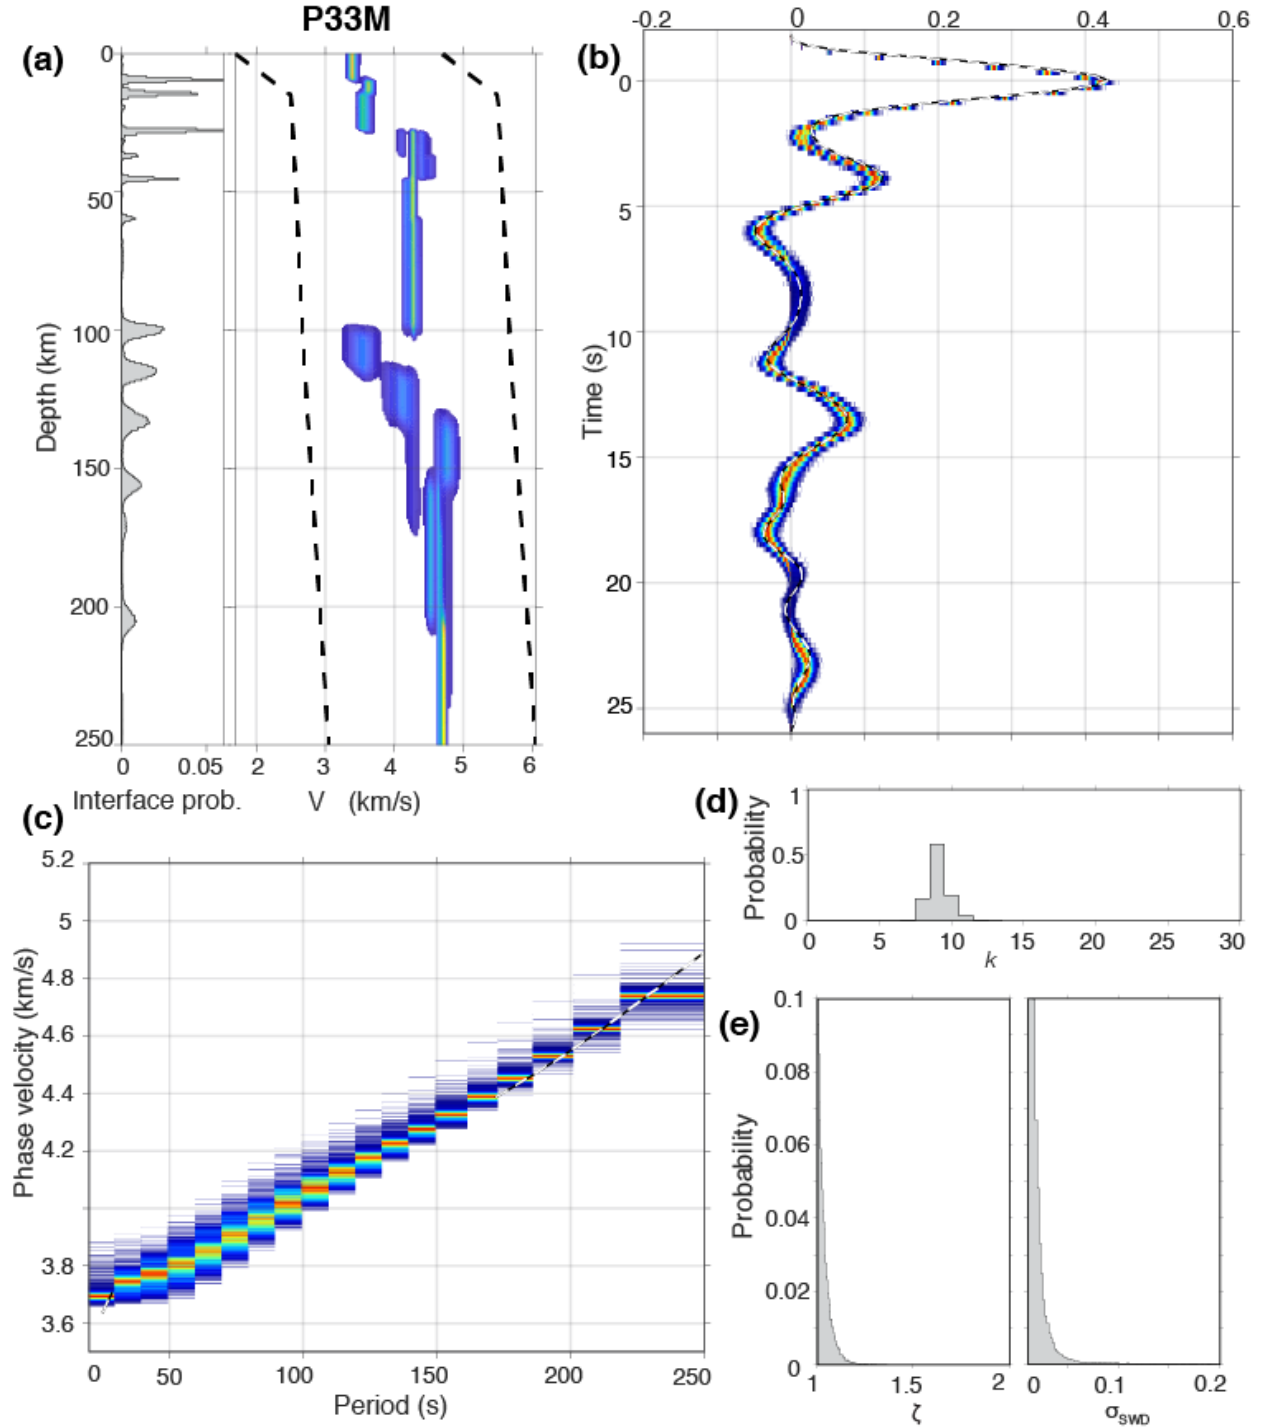 P33M
(a)
0
50
100
150
200
250
Depth (km)
0 0.05 2 3 4 5 6
Interface prob. V (km/s)
(b)
-0.2 0 0.2 0.4 0.6
0
5
10
15
20
25
Time (s)
(c)
5.2
5
4.8
4.6
4.4
4.2
3.8
3.6
Phase velocity (km/s)
0 50 100 150 200 250
Period (s)
(d)
1
0.5
0
Probability
0 5 10 15 20 25 30
k
(e)
0.1
0.08
0.06
0.04
0.02
0
Probability
1 1.5 2 0 0.1 0.2
ζ σSWD